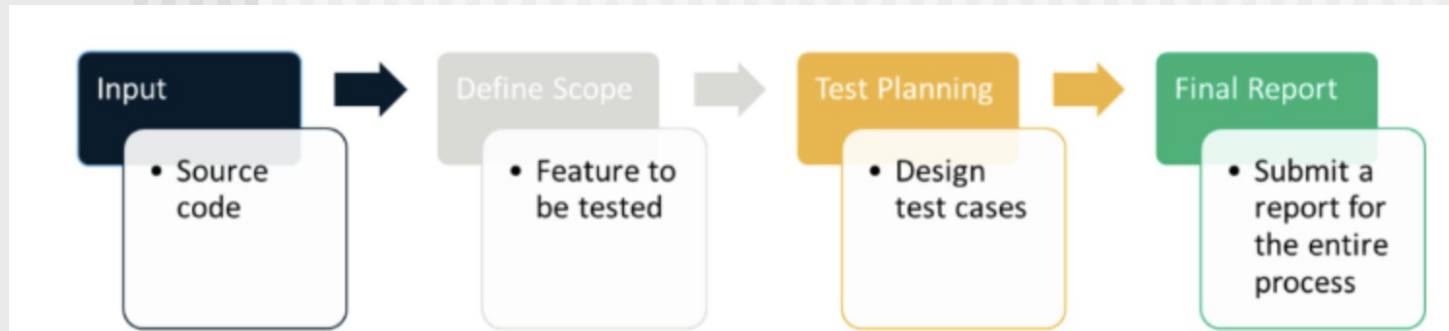 Input
• Source
code
Define Scope
• Feature to
be tested
Test Planning
• Design
test cases
Final Report
• Submit a
report for
the entire
process